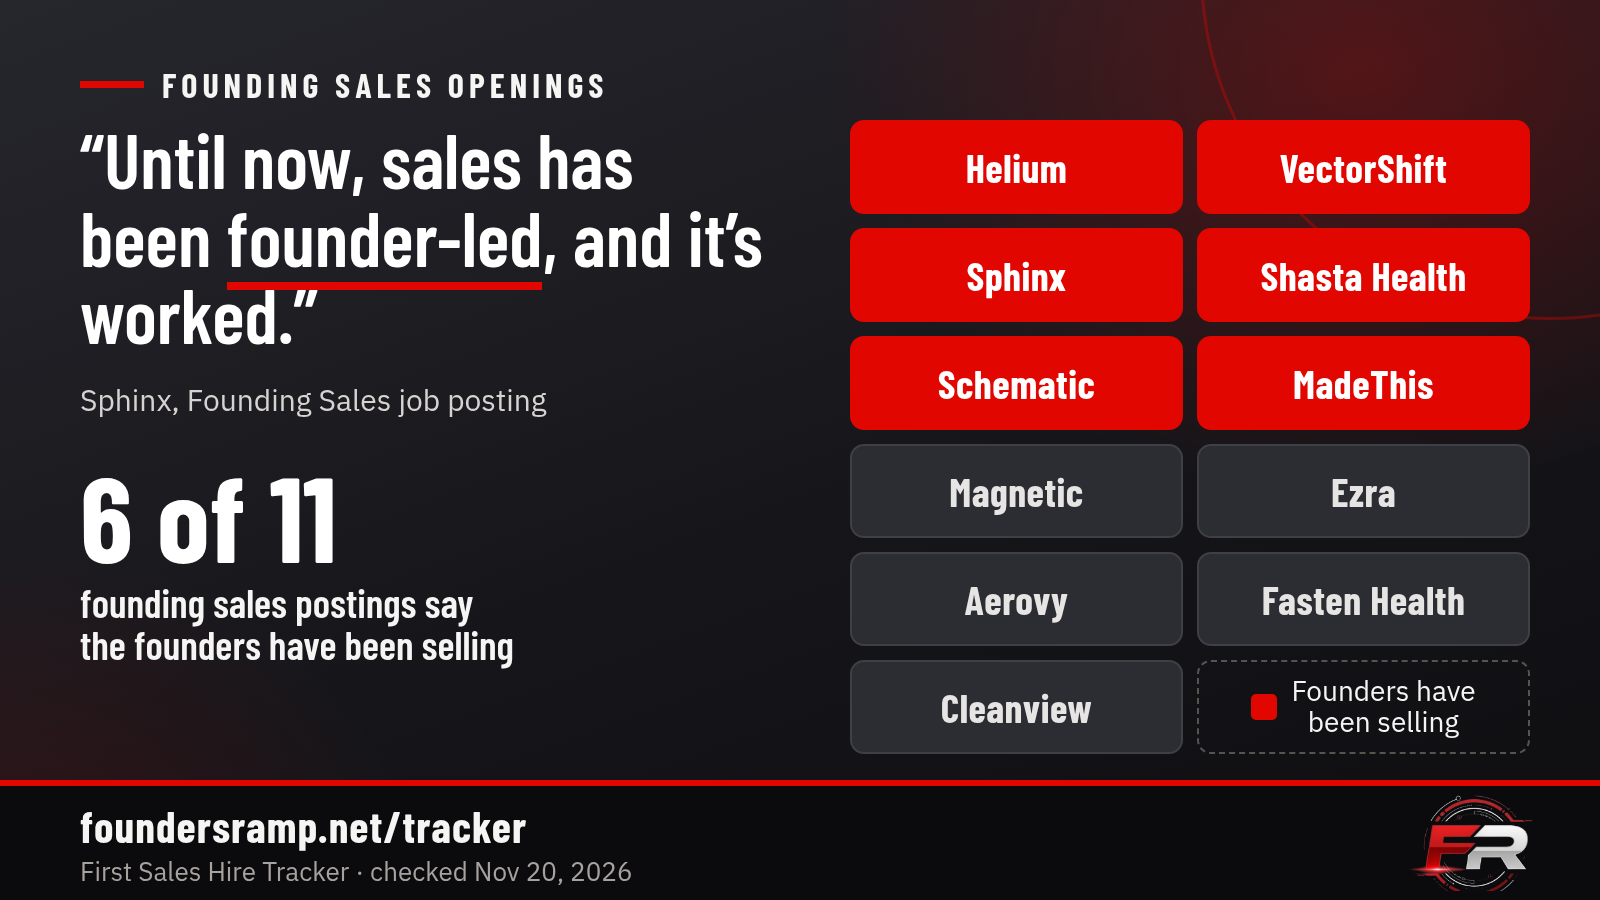 FOUNDING SALES OPENINGS
“Until now, sales has
been founder-led, and it’s
worked.”
Sphinx, Founding Sales job posting
6 of 11
founding sales postings say
the founders have been selling
Helium
VectorShift
Sphinx
Shasta Health
Schematic
MadeThis
Magnetic
Ezra
Aerovy
Fasten Health
Cleanview
Founders have
been selling
foundersramp.net/tracker
First Sales Hire Tracker · checked Nov 20, 2026
FR